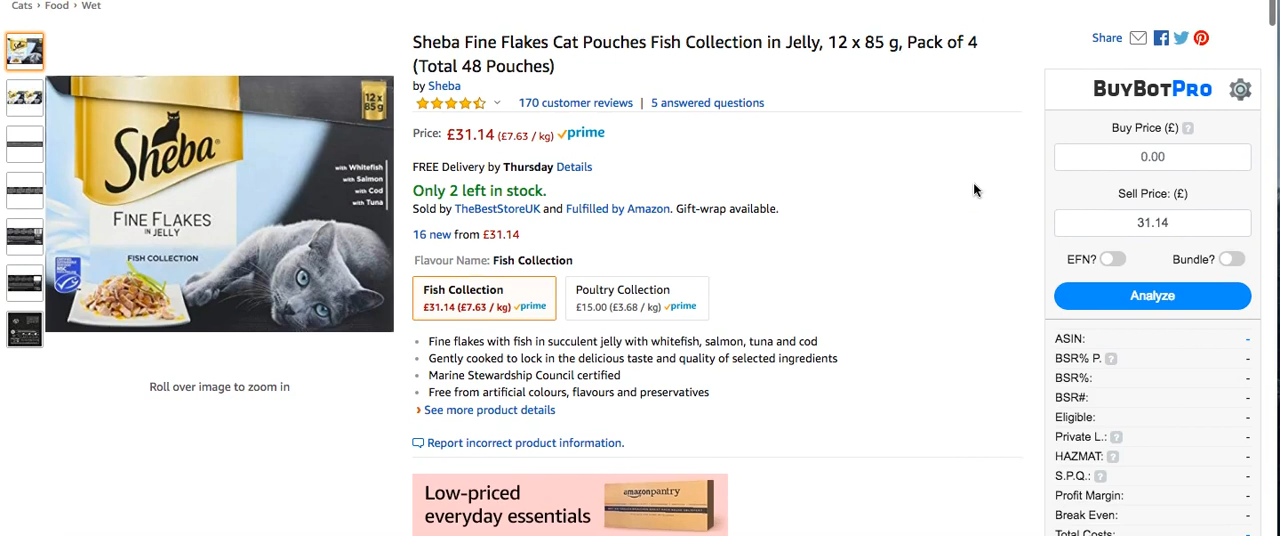 Cats › Food › Wet
Sheba Fine Flakes Cat Pouches Fish Collection in Jelly, 12 x 85 g, Pack of 4
(Total 48 Pouches)
by Sheba
170 customer reviews | 5 answered questions
Price: £31.14 (£7.63 / kg) prime
FREE Delivery by Thursday Details
Only 2 left in stock.
Sold by TheBestStoreUK and Fulfilled by Amazon. Gift-wrap available.
16 new from £31.14
Flavour Name: Fish Collection
Fish Collection
£31.14 (£7.63 / kg) prime
Poultry Collection
£15.00 (£3.68 / kg) prime
• Fine flakes with fish in succulent jelly with whitefish, salmon, tuna and cod
• Gently cooked to lock in the delicious taste and quality of selected ingredients
• Marine Stewardship Council certified
• Free from artificial colours, flavours and preservatives
› See more product details
Report incorrect product information.
Low-priced
everyday essentials
amazonpantry
12x
85g
Sheba
with Whitefish
with Salmon
with Cod
with Tuna
FINE FLAKES
IN JELLY
FISH COLLECTION
Roll over image to zoom in
Share
BUYBOTPRO
Buy Price (£) ?
0.00
Sell Price: (£)
31.14
EFN? Bundle?
Analyze
ASIN: -
BSR% P. ? -
BSR%: -
BSR#: -
Eligible: -
Private L.: ? -
HAZMAT: ? -
S.P.Q.: ? -
Profit Margin: -
Break Even: -
Total Costs: -